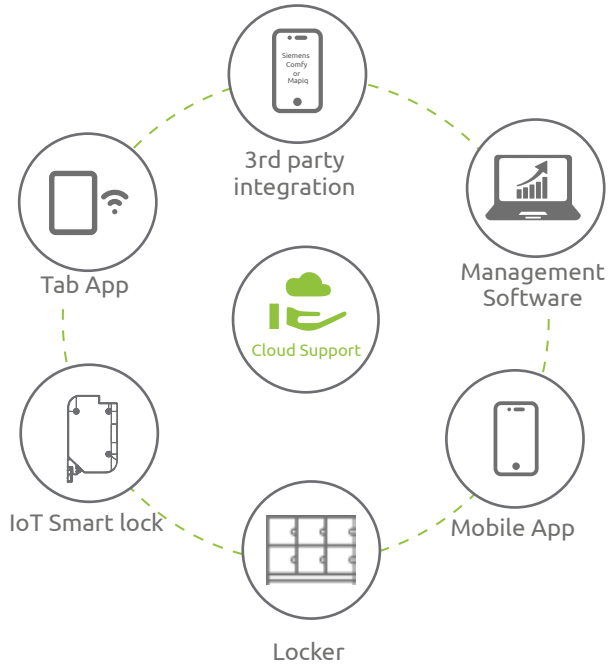 Siemens
Comfy
or
Mapiq
3rd party
integration
Tab App
Management
Software
Cloud Support
IoT Smart lock
Mobile App
Locker